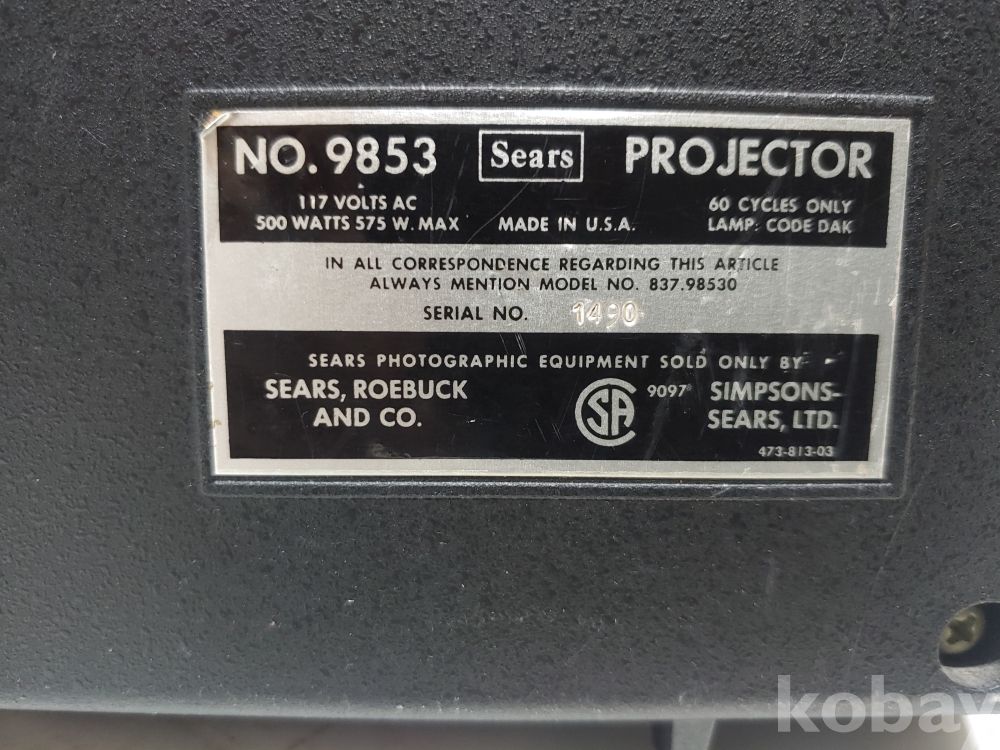 NO. 9853 Sears PROJECTOR
117 VOLTS AC 60 CYCLES ONLY
500 WATTS 575 W. MAX MADE IN U.S.A. LAMP: CODE DAK
IN ALL CORRESPONDENCE REGARDING THIS ARTICLE
ALWAYS MENTION MODEL NO. 837.98530
SERIAL NO. 1490
SEARS PHOTOGRAPHIC EQUIPMENT SOLD ONLY BY
SEARS, ROEBUCK SA 9097 SIMPSONS-
AND CO. SEARS, LTD.
473-813-03
kobay